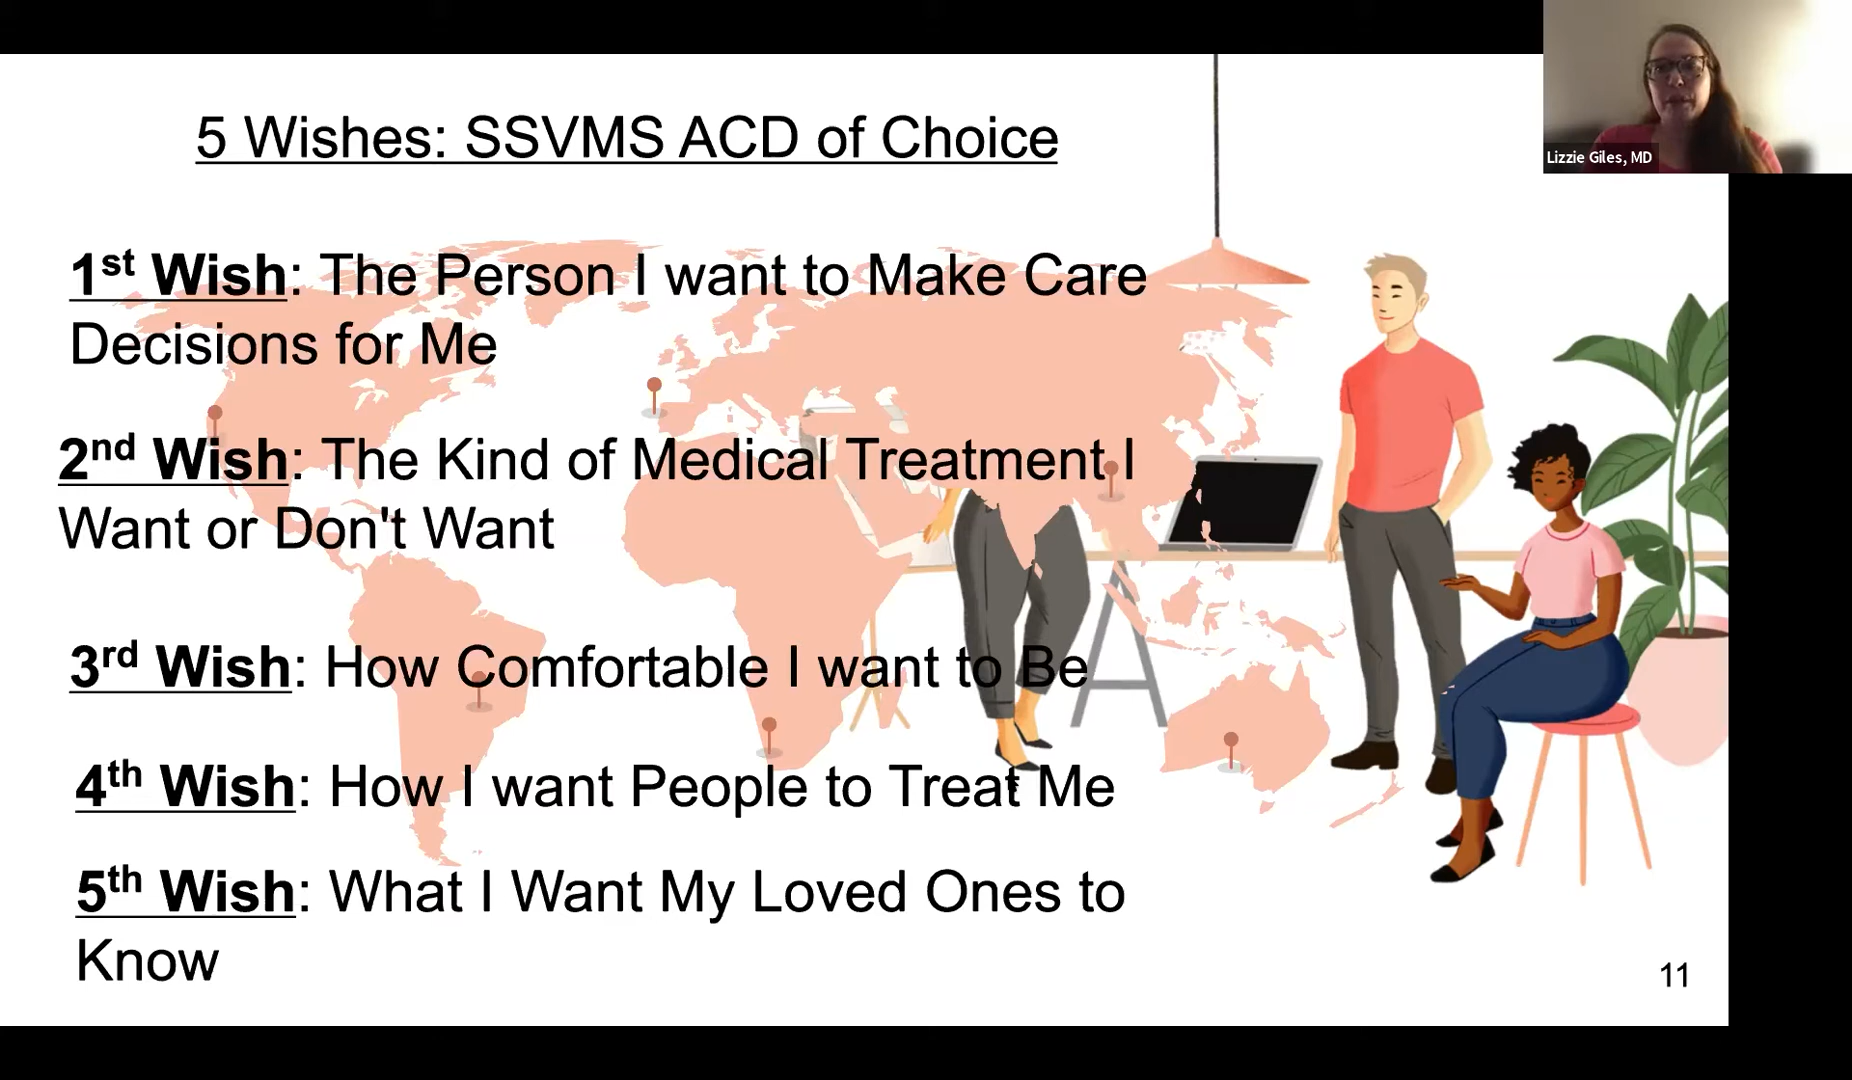 5 Wishes: SSVMS ACD of Choice
Lizzie Giles, MD
1st Wish: The Person I want to Make Care
Decisions for Me
2nd Wish: The Kind of Medical Treatment I
Want or Don't Want
3rd Wish: How Comfortable I want to Be
4th Wish: How I want People to Treat Me
5th Wish: What I Want My Loved Ones to
Know
11